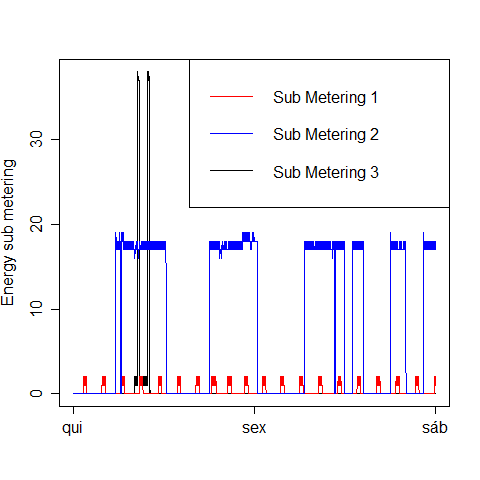 Sub Metering 1
Sub Metering 2
Sub Metering 3
Energy sub metering
30
20
10
0
qui sex sáb